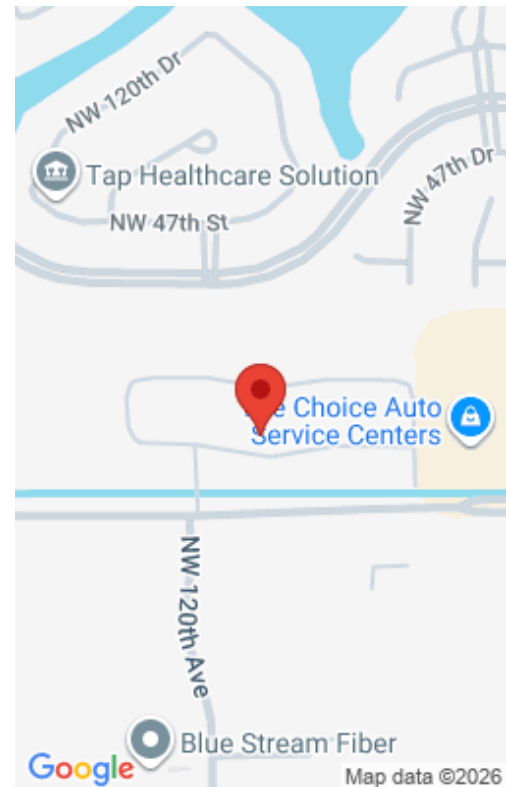 NW 120th Dr
Tap Healthcare Solution
NW 47th Dr
NW 47th St
Choice Auto
Service Centers
NW 120th Ave
Blue Stream Fiber
Google
Map data ©2026